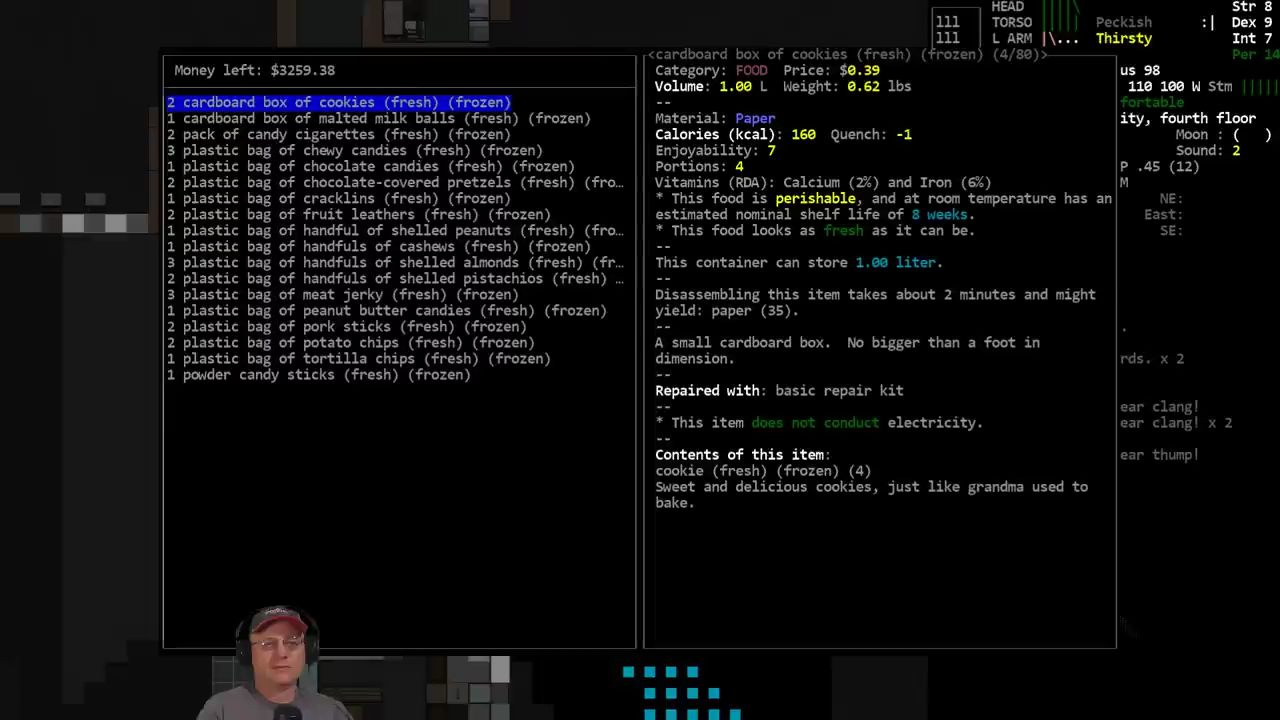 HEAD
Str 8
111 TORSO Peckish :| Dex 9
111 L ARM |\... Thirsty Int 7
Per 14
Money left: $3259.38
2 cardboard box of cookies (fresh) (frozen)
1 cardboard box of malted milk balls (fresh) (frozen)
2 pack of candy cigarettes (fresh) (frozen)
3 plastic bag of chewy candies (fresh) (frozen)
1 plastic bag of chocolate candies (fresh) (frozen)
2 plastic bag of chocolate-covered pretzels (fresh) (fro…
1 plastic bag of cracklins (fresh) (frozen)
2 plastic bag of fruit leathers (fresh) (frozen)
1 plastic bag of handful of shelled peanuts (fresh) (fro…
1 plastic bag of handfuls of cashews (fresh) (frozen)
3 plastic bag of handfuls of shelled almonds (fresh) (fr…
2 plastic bag of handfuls of shelled pistachios (fresh) …
3 plastic bag of meat jerky (fresh) (frozen)
1 plastic bag of peanut butter candies (fresh) (frozen)
2 plastic bag of pork sticks (fresh) (frozen)
2 plastic bag of potato chips (fresh) (frozen)
1 plastic bag of tortilla chips (fresh) (frozen)
1 powder candy sticks (fresh) (frozen)
<cardboard box of cookies (fresh) (frozen) (4/80)>
Category: FOOD Price: $0.39
Volume: 1.00 L Weight: 0.62 lbs
--
Material: Paper
Calories (kcal): 160 Quench: -1
Enjoyability: 7
Portions: 4
Vitamins (RDA): Calcium (2%) and Iron (6%)
* This food is perishable, and at room temperature has an
estimated nominal shelf life of 8 weeks.
* This food looks as fresh as it can be.
--
This container can store 1.00 liter.
--
Disassembling this item takes about 2 minutes and might
yield: paper (35).
--
A small cardboard box. No bigger than a foot in
dimension.
--
Repaired with: basic repair kit
--
* This item does not conduct electricity.
--
Contents of this item:
cookie (fresh) (frozen) (4)
Sweet and delicious cookies, just like grandma used to
bake.
us 98
110 100 W Stm |||||
fortable
ity, fourth floor
Moon : ( )
Sound: 2
P .45 (12)
M
NE:
East:
SE:
.
rds. x 2
ear clang!
ear clang! x 2
ear thump!